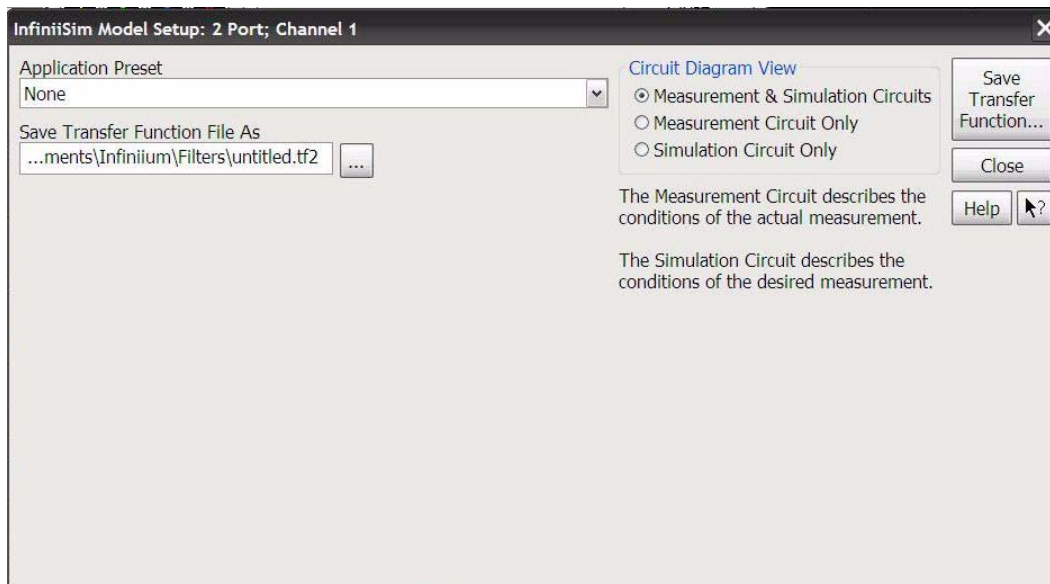 InfiniiSim Model Setup: 2 Port; Channel 1
Application Preset
None
Save Transfer Function File As
...ments\Infiniium\Filters\untitled.tf2
...
Circuit Diagram View
Measurement & Simulation Circuits
Measurement Circuit Only
Simulation Circuit Only
The Measurement Circuit describes the
conditions of the actual measurement.
The Simulation Circuit describes the
conditions of the desired measurement.
Save
Transfer
Function...
Close
Help
?